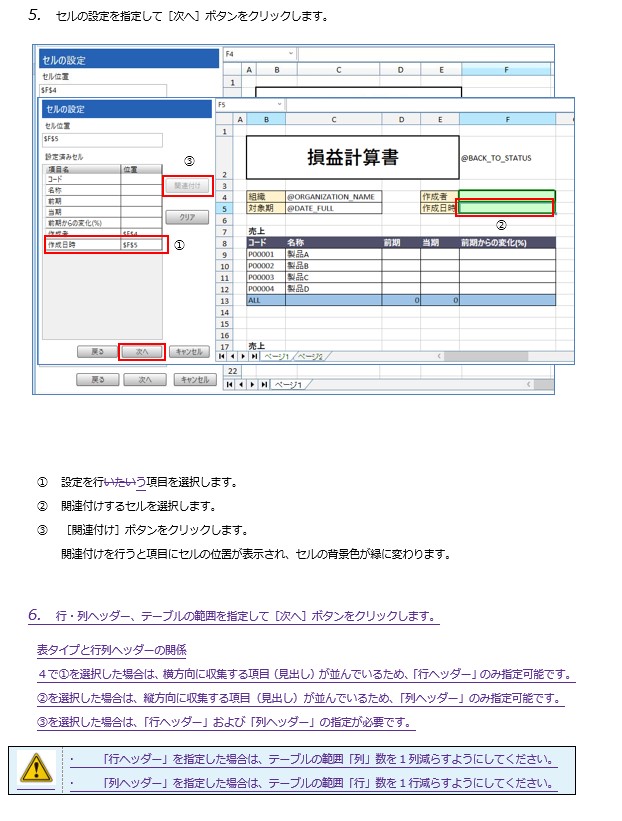 5. セルの設定を指定して［次へ］ボタンをクリックします。
セルの設定
セル位置
$F$4
F4
A B C D E F
1
セルの設定
セル位置
$F$5
設定済みセル
項目名 位置
コード
名称
前期
当期
前期からの変化(%)
作成者 $F$4
作成日時 $F$5
③
関連付け
クリア
①
戻る 次へ キャンセル
F5
A B C D E F
1
2 損益計算書 @BACK_TO_STATUS
3
4 組織 @ORGANIZATION_NAME 作成者
5 対象期 @DATE_FULL 作成日時
②
6
7 売上
8 コード 名称 前期 当期 前期からの変化(%)
9 P00001 製品A
10 P00002 製品B
11 P00003 製品C
12 P00004 製品D
13 ALL 0 0
14
15
16
17 売上
ページ1 ページ2
22
戻る 次へ キャンセル
ページ1
① 設定を行いたいう項目を選択します。
② 関連付けするセルを選択します。
③ ［関連付け］ボタンをクリックします。
関連付けを行うと項目にセルの位置が表示され、セルの背景色が緑に変わります。
6. 行・列ヘッダー、テーブルの範囲を指定して［次へ］ボタンをクリックします。
表タイプと行列ヘッダーの関係
４で①を選択した場合は、横方向に収集する項目（見出し）が並んでいるため、「行ヘッダー」のみ指定可能です。
②を選択した場合は、縦方向に収集する項目（見出し）が並んでいるため、「列ヘッダー」のみ指定可能です。
③を選択した場合は、「行ヘッダー」および「列ヘッダー」の指定が必要です。
・ 「行ヘッダー」を指定した場合は、テーブルの範囲「列」数を１列減らすようにしてください。
・ 「列ヘッダー」を指定した場合は、テーブルの範囲「行」数を１行減らすようにしてください。